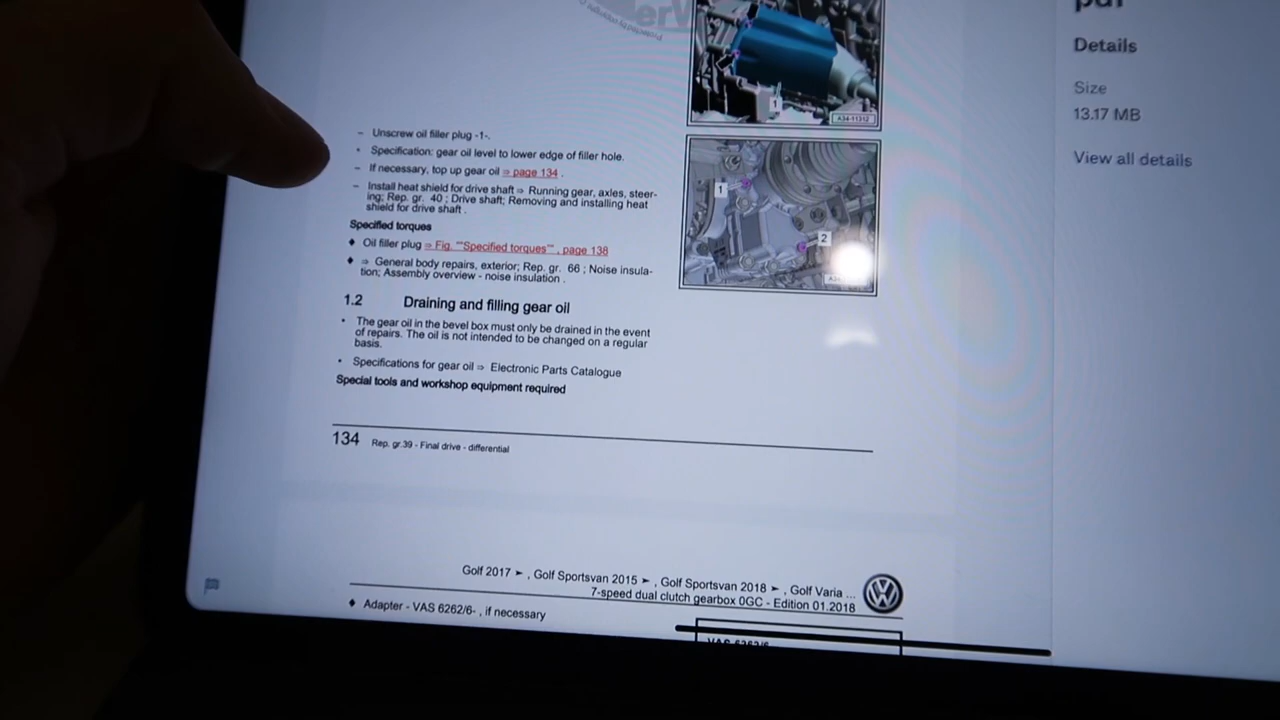 pdf
Details
Size
13.17 MB
View all details
1
A34-11312
– Unscrew oil filler plug -1-.
• Specification: gear oil level to lower edge of filler hole.
– If necessary, top up gear oil ⇒ page 134 .
– Install heat shield for drive shaft ⇒ Running gear, axles, steer-
ing; Rep. gr. 40 ; Drive shaft; Removing and installing heat
shield for drive shaft .
1
2
Specified torques
♦ Oil filler plug ⇒ Fig. ""Specified torques"" , page 138
♦ ⇒ General body repairs, exterior; Rep. gr. 66 ; Noise insula-
tion; Assembly overview - noise insulation .
1.2 Draining and filling gear oil
• The gear oil in the bevel box must only be drained in the event
of repairs. The oil is not intended to be changed on a regular
basis.
• Specifications for gear oil ⇒ Electronic Parts Catalogue
Special tools and workshop equipment required
134 Rep. gr.39 - Final drive - differential
Golf 2017 ➤ , Golf Sportsvan 2015 ➤ , Golf Sportsvan 2018 ➤ , Golf Varia ...
7-speed dual clutch gearbox 0GC - Edition 01.2018
♦ Adapter - VAS 6262/6- , if necessary
VAS 6262/6